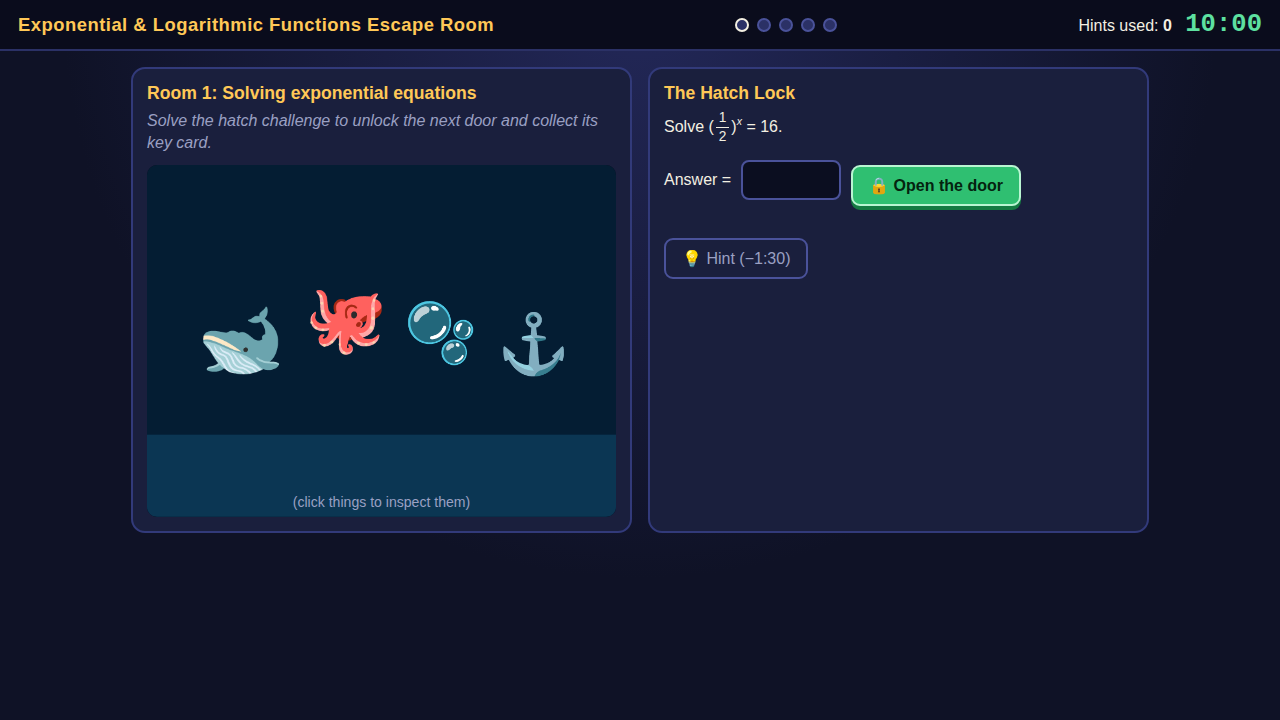 Exponential & Logarithmic Functions Escape Room
Hints used: 0 10:00
Room 1: Solving exponential equations
Solve the hatch challenge to unlock the next door and collect its
key card.
(click things to inspect them)
The Hatch Lock
Solve (1/2)^x = 16.
Answer =
🔒 Open the door
💡 Hint (−1:30)